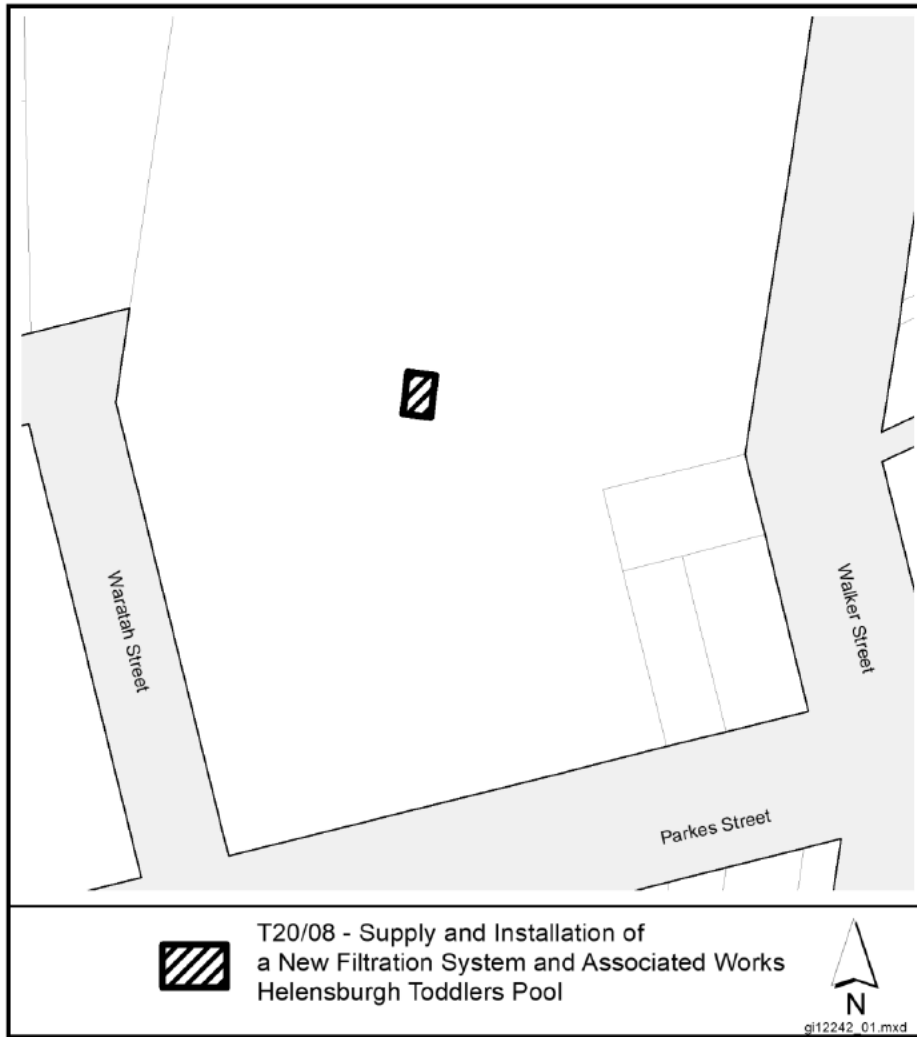 Waratah Street
Walker Street
Parkes Street
T20/08 - Supply and Installation of
a New Filtration System and Associated Works
Helensburgh Toddlers Pool
N
gi12242_01.mxd